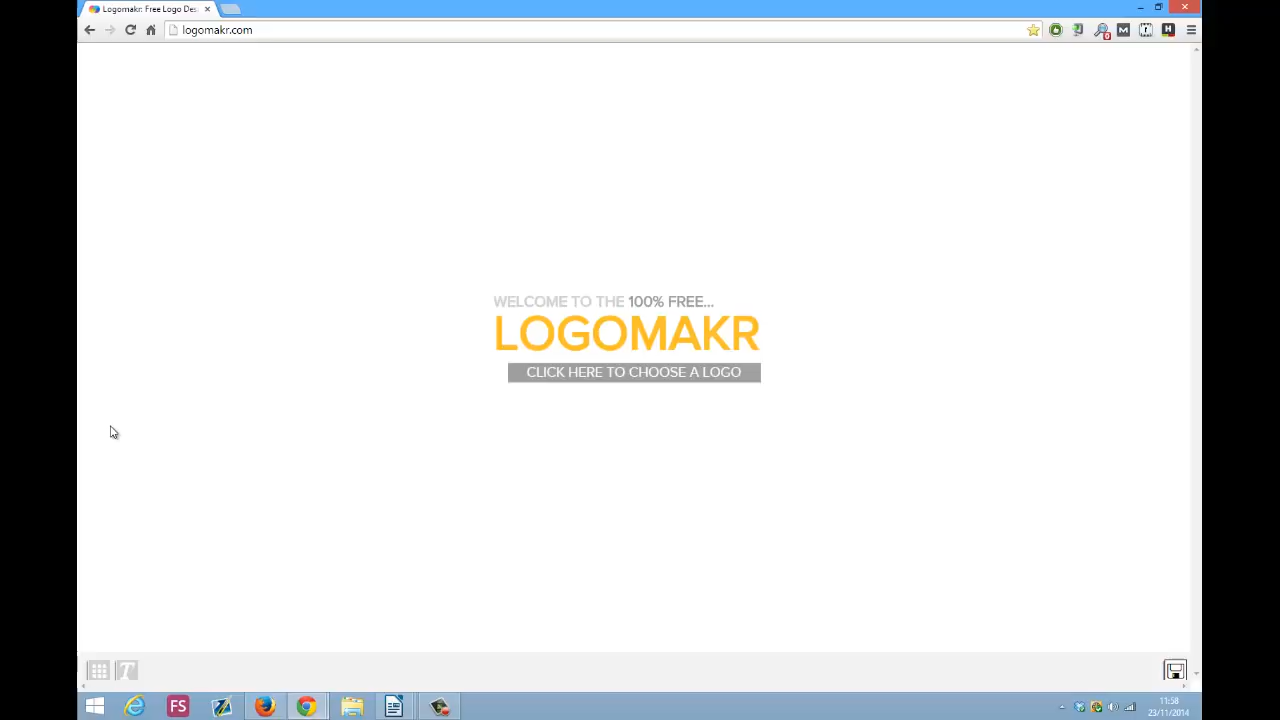 Logomakr: Free Logo Des
logomakr.com
WELCOME TO THE 100% FREE...
LOGOMAKR
CLICK HERE TO CHOOSE A LOGO
T
FS
11:58
23/11/2014